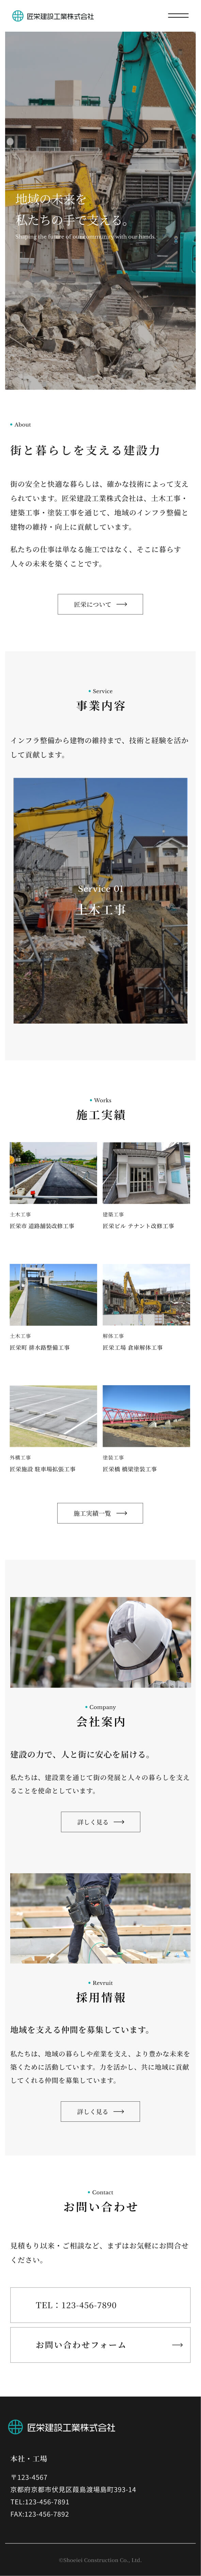 匠栄建設工業株式会社
地域の未来を
私たちの手で支える。
Shaping the future of our community with our hands.
About
街と暮らしを支える建設力
街の安全と快適な暮らしは、確かな技術によって支え
られています。匠栄建設工業株式会社は、土木工事・
建築工事・塗装工事を通じて、地域のインフラ整備と
建物の維持・向上に貢献しています。
私たちの仕事は単なる施工ではなく、そこに暮らす
人々の未来を築くことです。
匠栄について
Service
事業内容
インフラ整備から建物の維持まで、技術と経験を活か
して貢献します。
Service 01
土木工事
Works
施工実績
土木工事
匠栄市 道路舗装改修工事
建築工事
匠栄ビル テナント改修工事
土木工事
匠栄町 排水路整備工事
解体工事
匠栄工場 倉庫解体工事
外構工事
匠栄施設 駐車場拡張工事
塗装工事
匠栄橋 橋梁塗装工事
施工実績一覧
Company
会社案内
建設の力で、人と街に安心を届ける。
私たちは、建設業を通じて街の発展と人々の暮らしを支え
ることを使命としています。
詳しく見る
Revruit
採用情報
地域を支える仲間を募集しています。
私たちは、地域の暮らしや産業を支え、より豊かな未来を
築くために活動しています。力を活かし、共に地域に貢献
してくれる仲間を募集しています。
詳しく見る
Contact
お問い合わせ
見積もり以来・ご相談など、まずはお気軽にお問合せ
ください。
TEL：123-456-7890
お問い合わせフォーム
匠栄建設工業株式会社
本社・工場
〒123-4567
京都府京都市伏見区葭島渡場島町393-14
TEL:123-456-7891
FAX:123-456-7892
©Shoeiei Construction Co., Ltd.